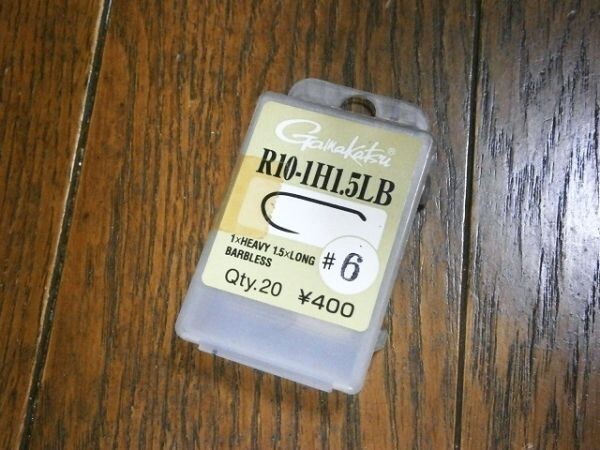 Gamakatsu®
R10-1H1.5LB
1×HEAVY 1.5×LONG
BARBLESS
#6
Qty.20 ¥400